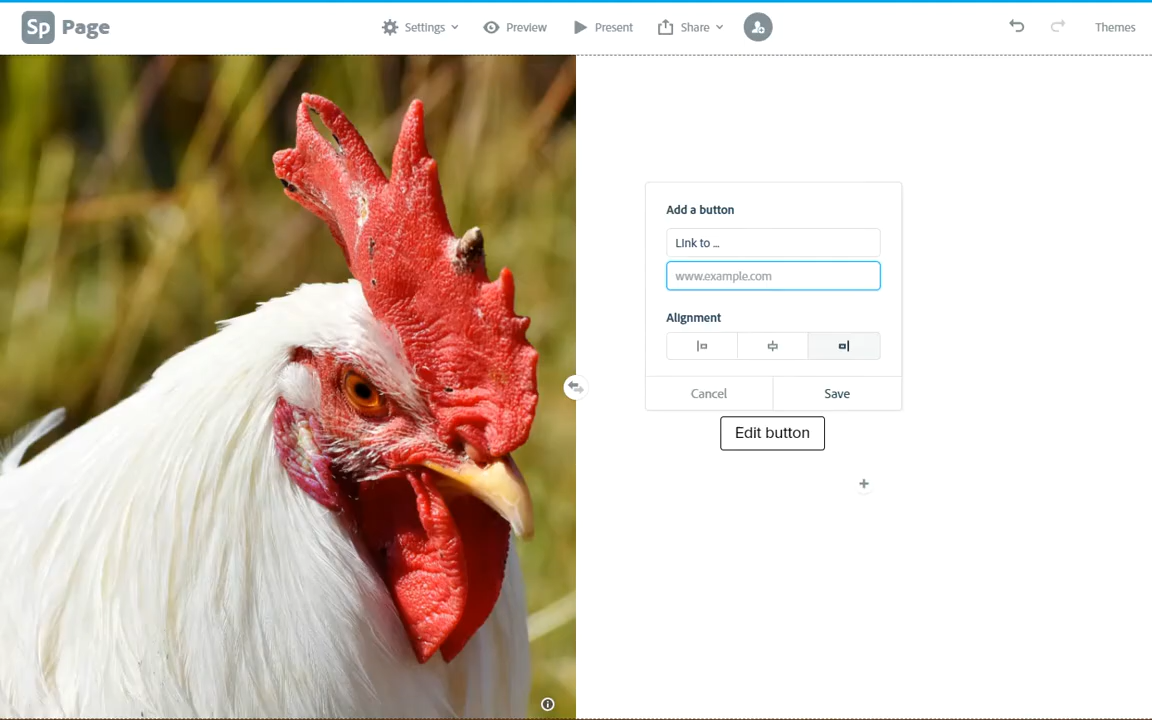 Sp Page
Settings
Preview
Present
Share
Themes
Add a button
Link to ...
www.example.com
Alignment
Cancel
Save
Edit button